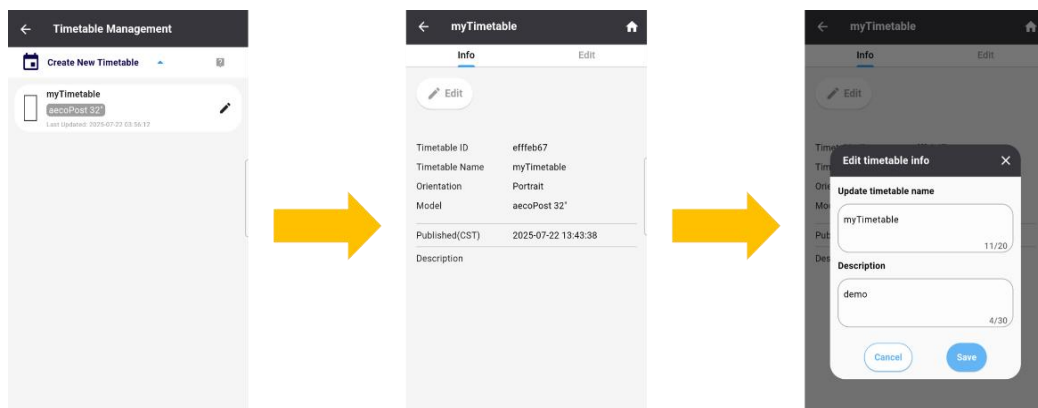 Timetable Management
Create New Timetable
?
myTimetable
aecoPost 32"
Last Updated: 2025-07-22 03:56:12
myTimetable
Info Edit
Edit
Timetable ID efffeb67
Timetable Name myTimetable
Orientation Portrait
Model aecoPost 32"
Published(CST) 2025-07-22 13:43:38
Description
myTimetable
Info Edit
Edit
Edit timetable info
Update timetable name
myTimetable
11/20
Description
demo
4/30
Cancel Save